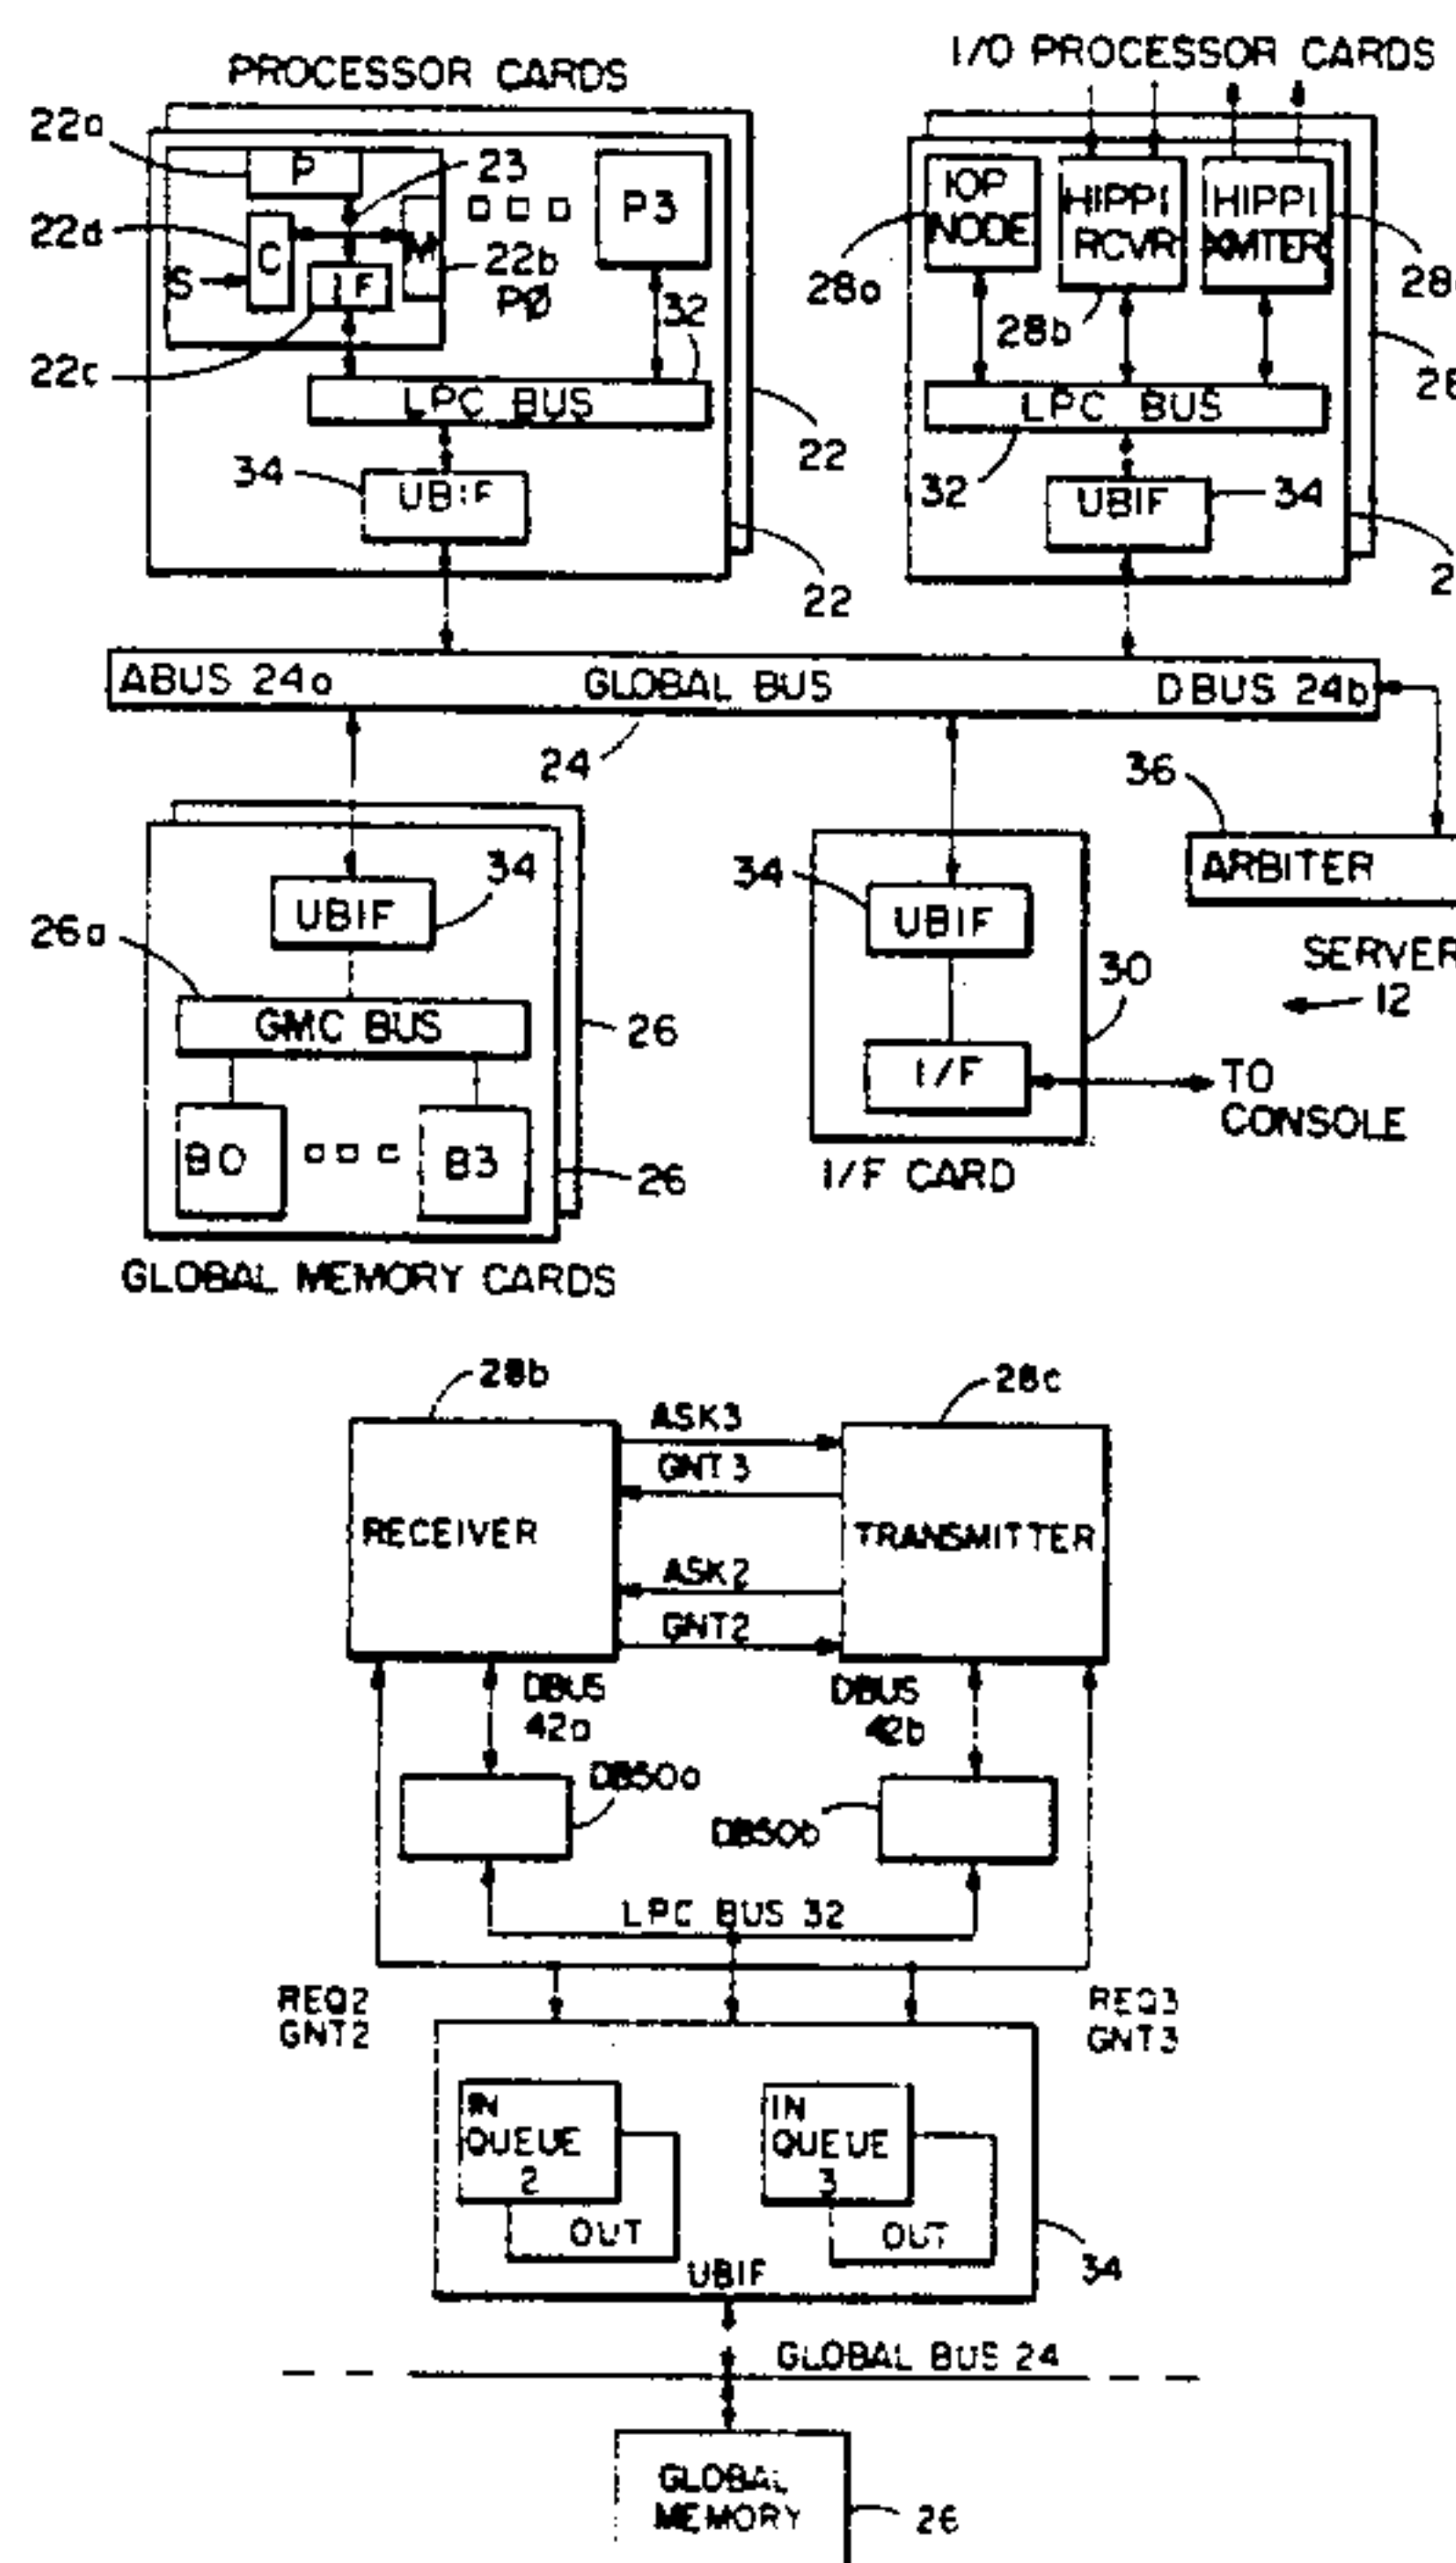 PROCESSOR CARDS
I/O PROCESSOR CARDS
22a
P
23
22d
C
S
M
22b
IF
PØ
P3
22c
32
LPC BUS
34
UBIF
22
22
IOP NODE
HIPPI RCVR
HIPPI XMTER
28a
28b
28
28
LPC BUS
32
UBIF
34
2
ABUS 24a
GLOBAL BUS
DBUS 24b
24
36
ARBITER
SERVER
12
34
UBIF
26a
GMC BUS
26
B0
B3
26
GLOBAL MEMORY CARDS
34
UBIF
30
I/F
TO
CONSOLE
I/F CARD
28b
28c
ASK3
GNT3
RECEIVER
TRANSMITTER
ASK2
GNT2
DBUS
42a
DBUS
42b
DB50a
DB50b
LPC BUS 32
REQ2
GNT2
REQ3
GNT3
IN
QUEUE
2
OUT
IN
QUEUE
3
OUT
UBIF
34
GLOBAL BUS 24
GLOBAL
MEMORY
26